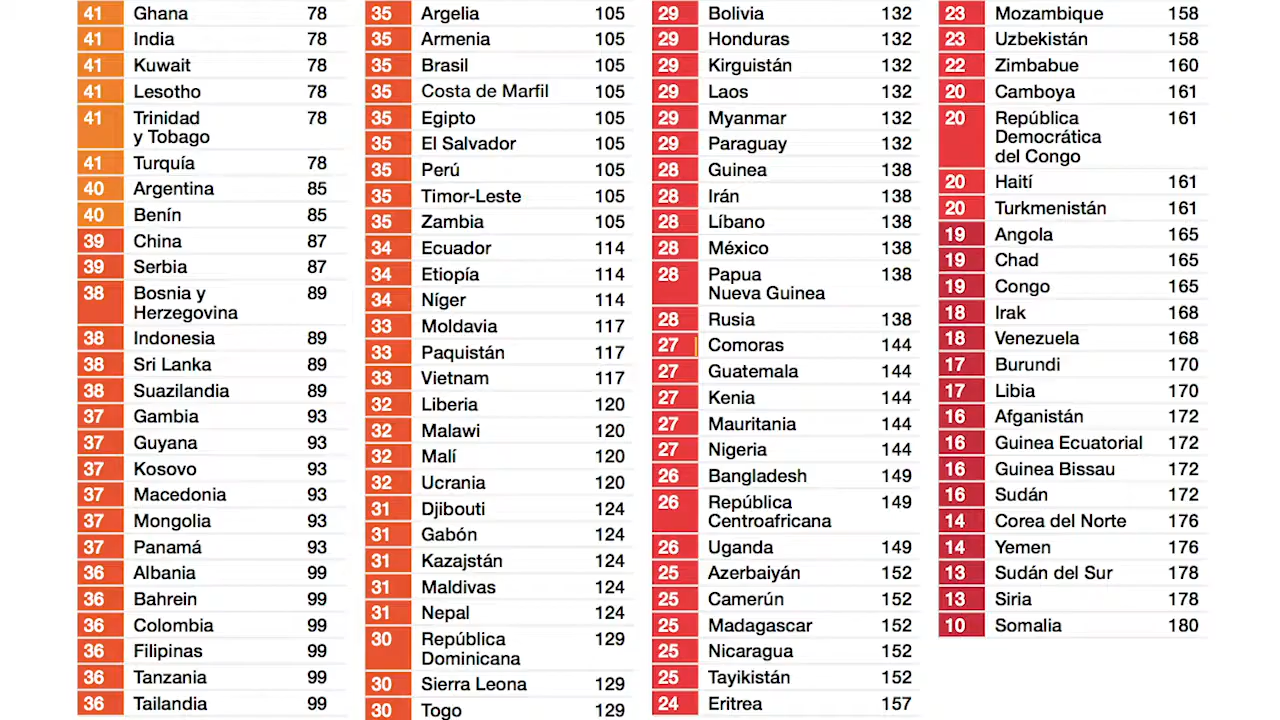 41 Ghana 78
41 India 78
41 Kuwait 78
41 Lesotho 78
41 Trinidad 78
y Tobago
41 Turquía 78
40 Argentina 85
40 Benín 85
39 China 87
39 Serbia 87
38 Bosnia y 89
Herzegovina
38 Indonesia 89
38 Sri Lanka 89
38 Suazilandia 89
37 Gambia 93
37 Guyana 93
37 Kosovo 93
37 Macedonia 93
37 Mongolia 93
37 Panamá 93
36 Albania 99
36 Bahrein 99
36 Colombia 99
36 Filipinas 99
36 Tanzania 99
36 Tailandia 99
35 Argelia 105
35 Armenia 105
35 Brasil 105
35 Costa de Marfil 105
35 Egipto 105
35 El Salvador 105
35 Perú 105
35 Timor-Leste 105
35 Zambia 105
34 Ecuador 114
34 Etiopía 114
34 Níger 114
33 Moldavia 117
33 Paquistán 117
33 Vietnam 117
32 Liberia 120
32 Malawi 120
32 Malí 120
32 Ucrania 120
31 Djibouti 124
31 Gabón 124
31 Kazajstán 124
31 Maldivas 124
31 Nepal 124
30 República 129
Dominicana
30 Sierra Leona 129
30 Togo 129
29 Bolivia 132
29 Honduras 132
29 Kirguistán 132
29 Laos 132
29 Myanmar 132
29 Paraguay 132
28 Guinea 138
28 Irán 138
28 Líbano 138
28 México 138
28 Papua 138
Nueva Guinea
28 Rusia 138
27 Comoras 144
27 Guatemala 144
27 Kenia 144
27 Mauritania 144
27 Nigeria 144
26 Bangladesh 149
26 República 149
Centroafricana
26 Uganda 149
25 Azerbaiyán 152
25 Camerún 152
25 Madagascar 152
25 Nicaragua 152
25 Tayikistán 152
24 Eritrea 157
23 Mozambique 158
23 Uzbekistán 158
22 Zimbabue 160
20 Camboya 161
20 República 161
Democrática
del Congo
20 Haití 161
20 Turkmenistán 161
19 Angola 165
19 Chad 165
19 Congo 165
18 Irak 168
18 Venezuela 168
17 Burundi 170
17 Libia 170
16 Afganistán 172
16 Guinea Ecuatorial 172
16 Guinea Bissau 172
16 Sudán 172
14 Corea del Norte 176
14 Yemen 176
13 Sudán del Sur 178
13 Siria 178
10 Somalia 180